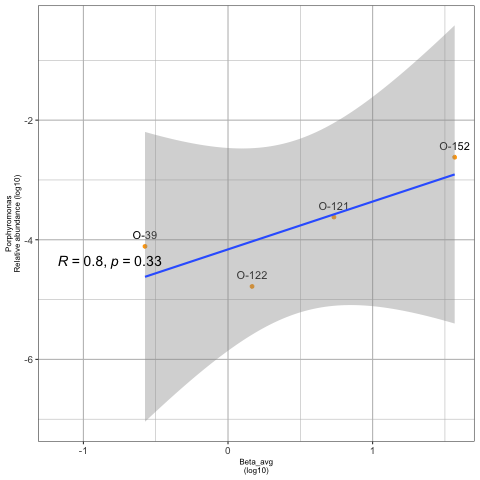 Porphyromonas
Relative abundance (log10)
-2
-4
-6
O-152
O-121
O-39
R = 0.8, p = 0.33
O-122
-1
0
1
Beta_avg
(log10)